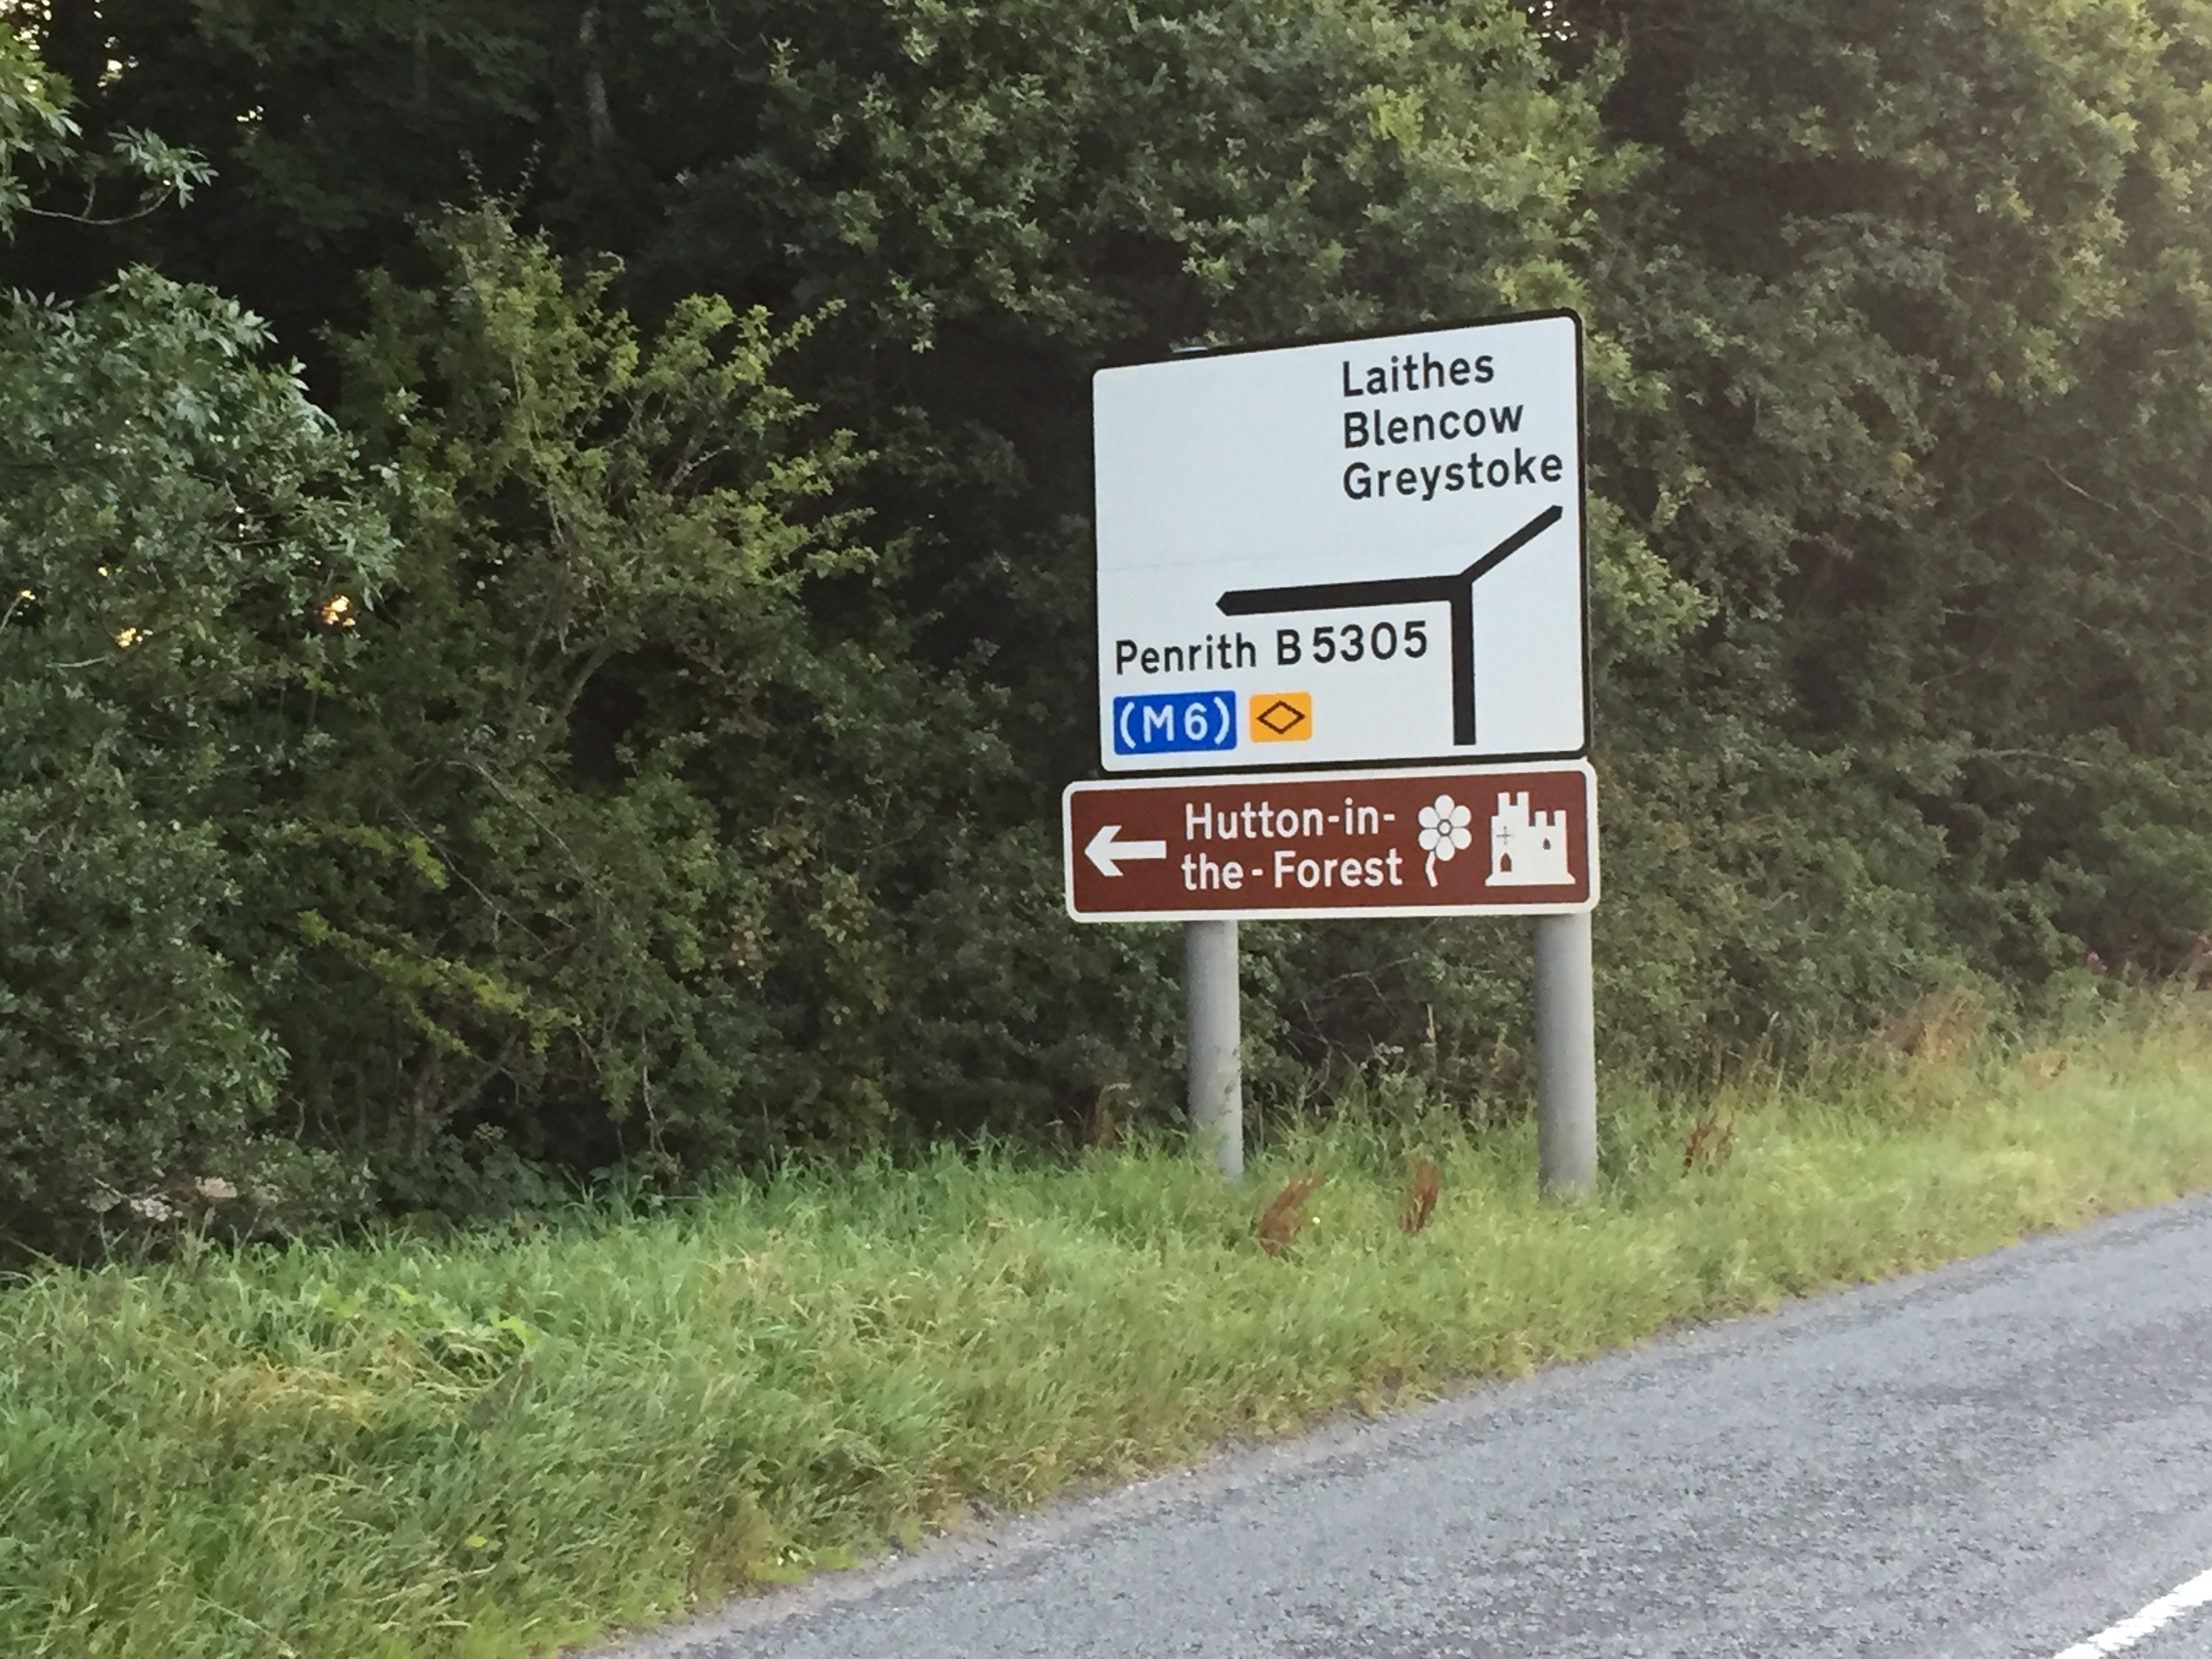 Laithes
Blencow
Greystoke
Penrith B5305
(M6)
Hutton-in-
the-Forest